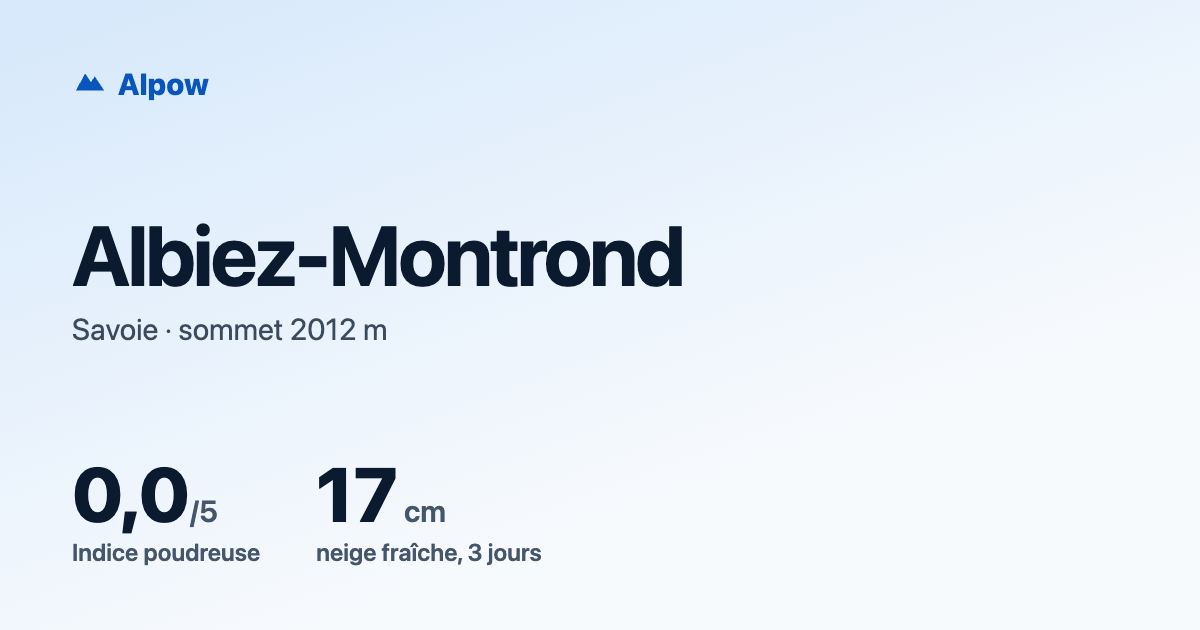 Alpow
Albiez-Montrond
Savoie · sommet 2012 m
0,0/5 17 cm
Indice poudreuse neige fraîche, 3 jours